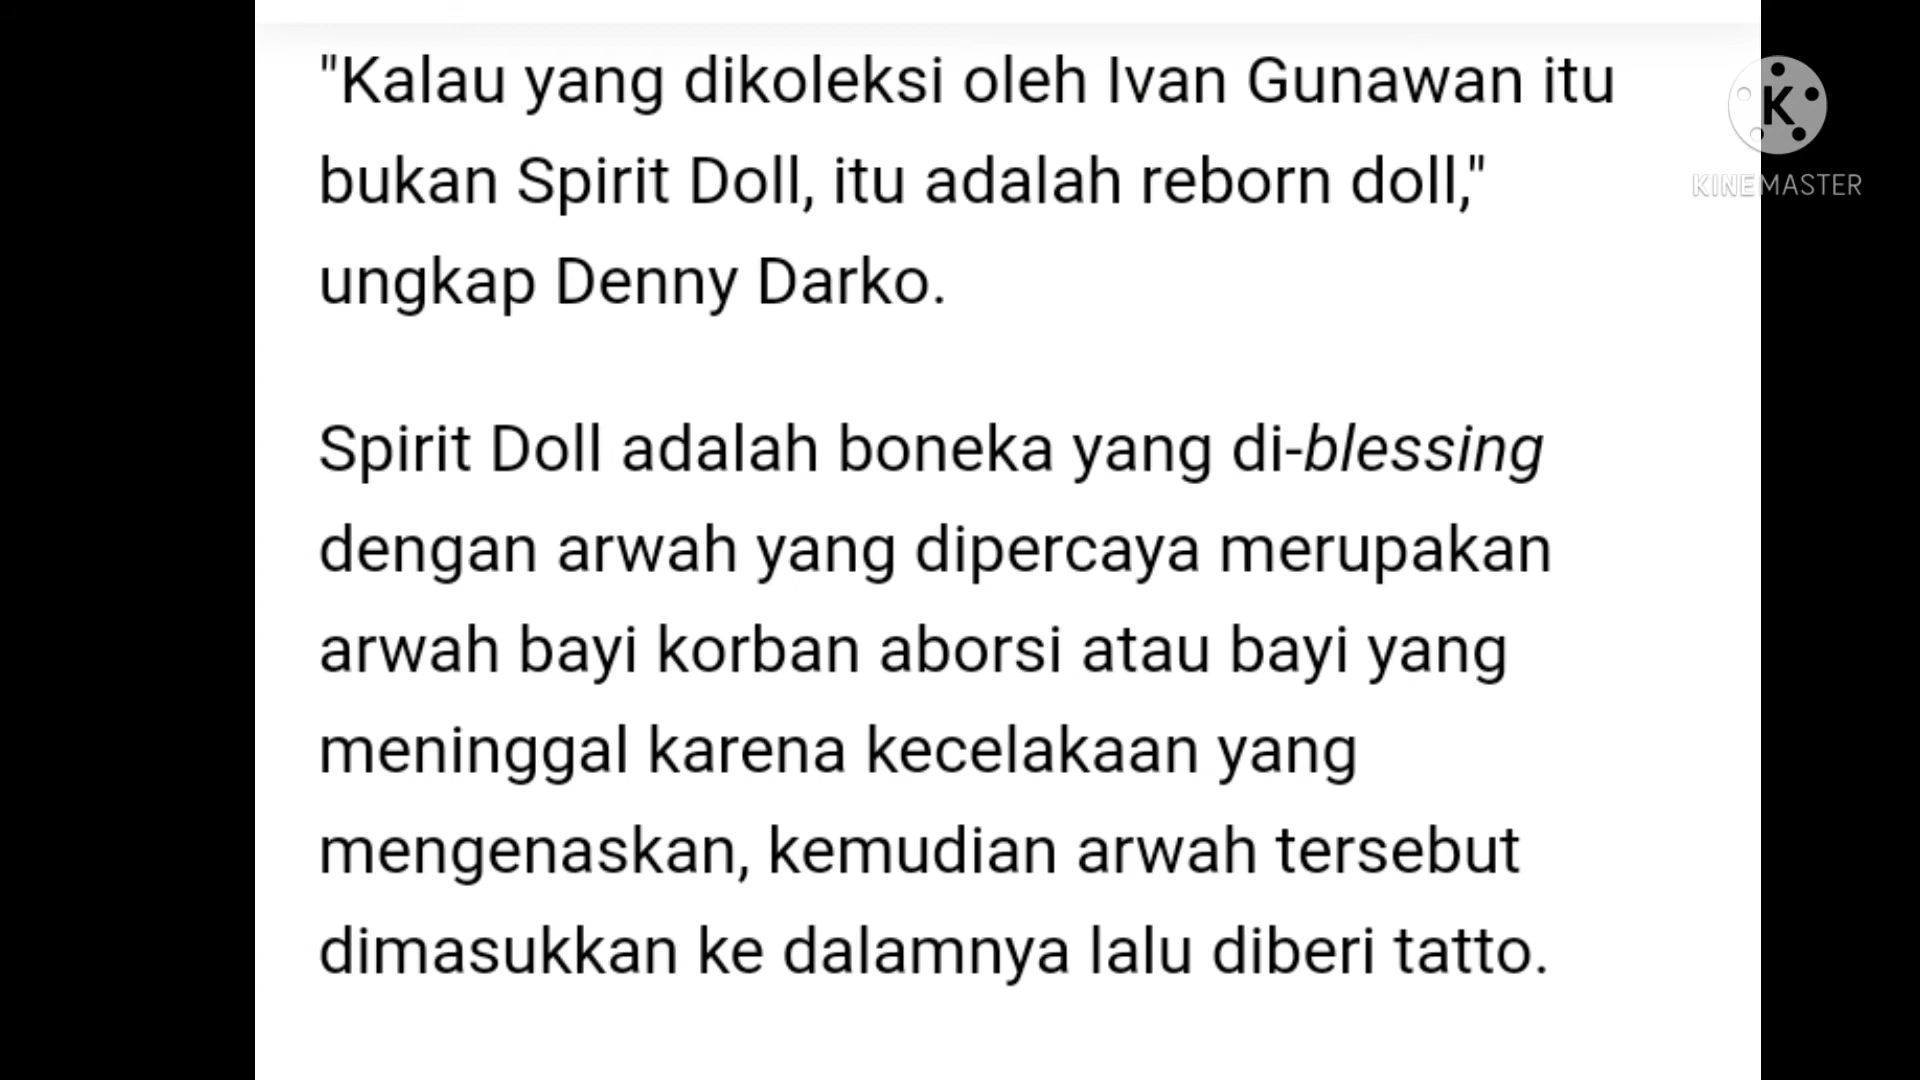 "Kalau yang dikoleksi oleh Ivan Gunawan itu
bukan Spirit Doll, itu adalah reborn doll,"
ungkap Denny Darko.
Spirit Doll adalah boneka yang di-blessing
dengan arwah yang dipercaya merupakan
arwah bayi korban aborsi atau bayi yang
meninggal karena kecelakaan yang
mengenaskan, kemudian arwah tersebut
dimasukkan ke dalamnya lalu diberi tatto.
K
KINEMASTER